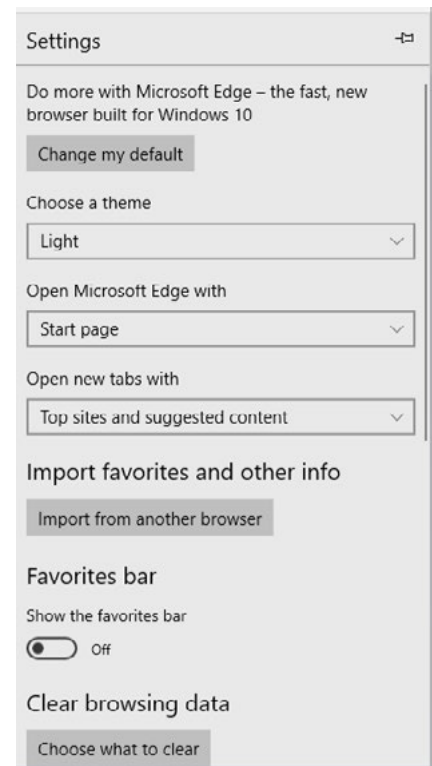 Settings
Do more with Microsoft Edge – the fast, new
browser built for Windows 10
Change my default
Choose a theme
Light
Open Microsoft Edge with
Start page
Open new tabs with
Top sites and suggested content
Import favorites and other info
Import from another browser
Favorites bar
Show the favorites bar
Off
Clear browsing data
Choose what to clear